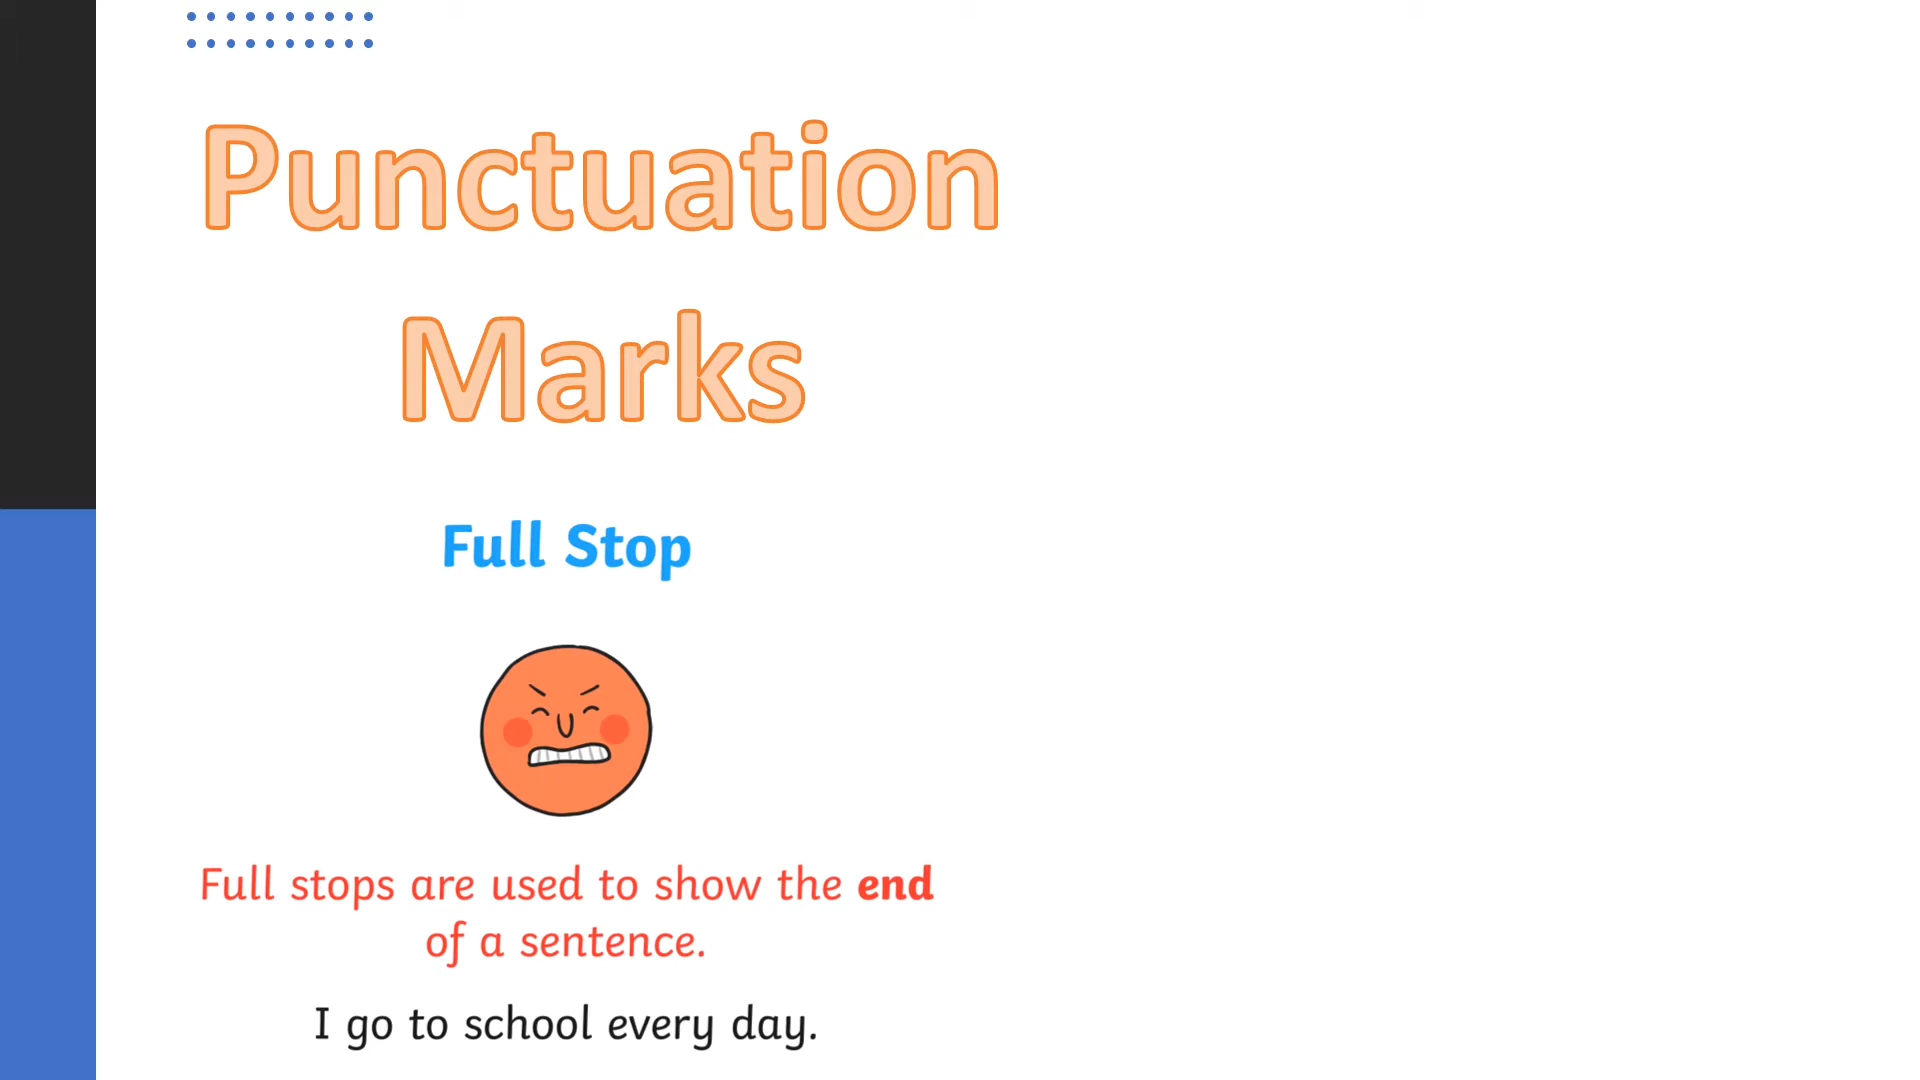 Punctuation
Marks
Full Stop
Full stops are used to show the end
of a sentence.
I go to school every day.